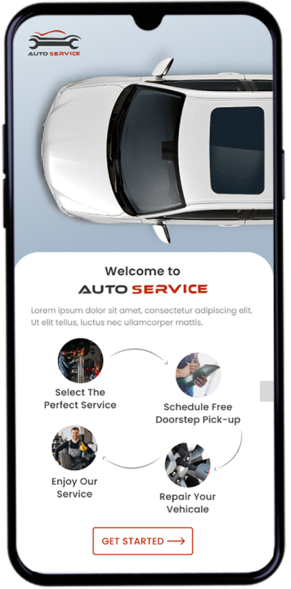 AUTO SERVICE
Welcome to
AUTO SERVICE
Lorem ipsum dolor sit amet, consectetur adipiscing elit.
Ut elit tellus, luctus nec ullamcorper mattis.
Select The
Perfect Service
Schedule Free
Doorstep Pick-up
Enjoy Our
Service
Repair Your
Vehicale
GET STARTED